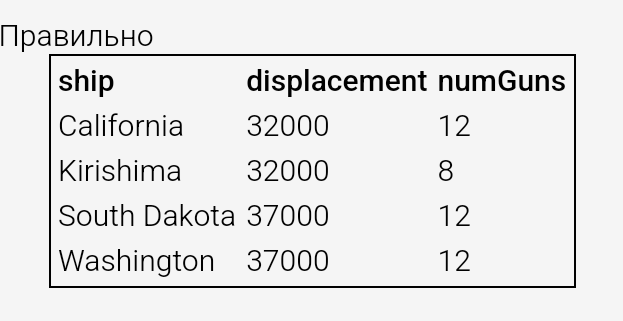 Правильно
ship displacement numGuns
California 32000 12
Kirishima 32000 8
South Dakota 37000 12
Washington 37000 12